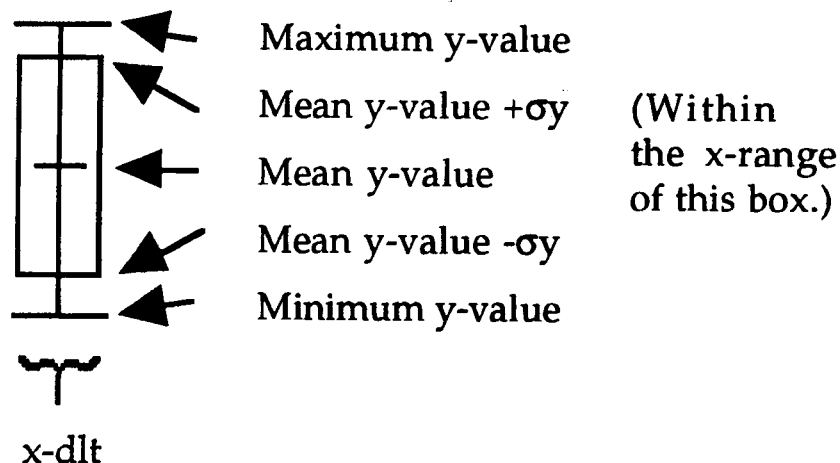 Maximum y-value
Mean y-value +σy
Mean y-value
Mean y-value -σy
Minimum y-value
(Within
the x-range
of this box.)
x-dlt